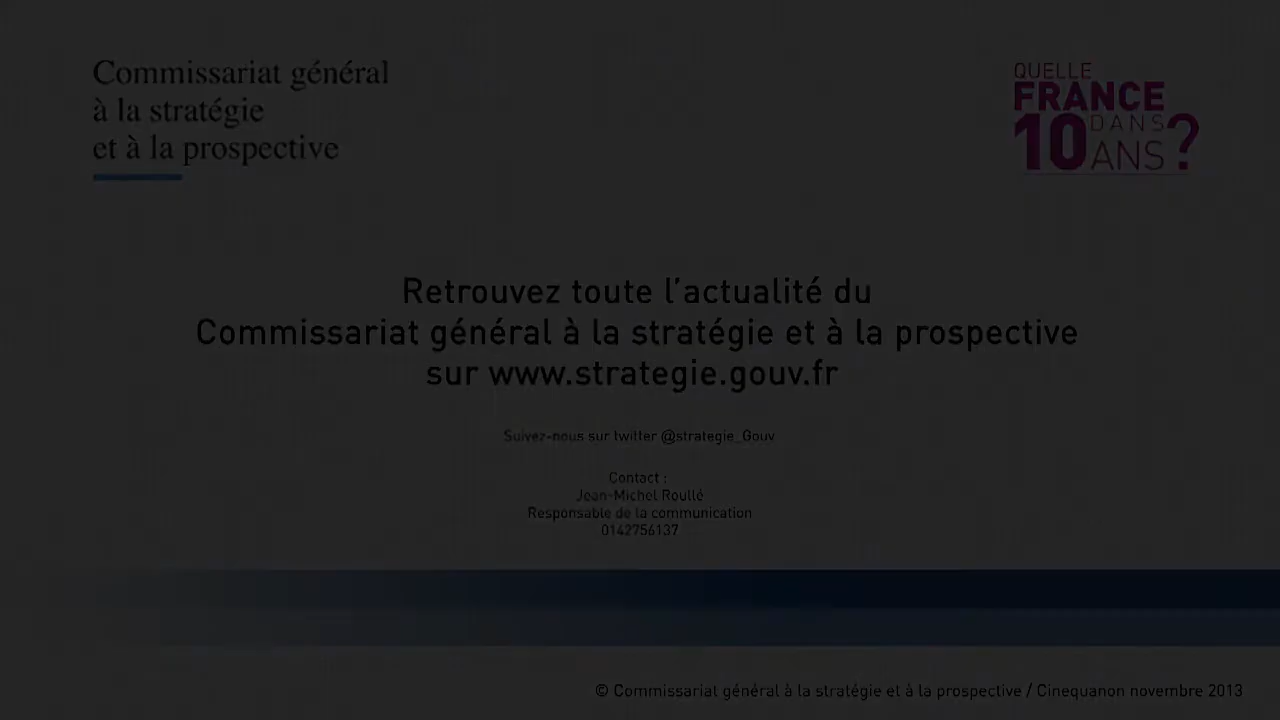 Commissariat général
à la stratégie
et à la prospective
QUELLE
FRANCE
10 DANS
ANS ?
Retrouvez toute l'actualité du
Commissariat général à la stratégie et à la prospective
sur www.strategie.gouv.fr
Suivez-nous sur twitter @strategie_Gouv
Contact :
Jean-Michel Roullé
Responsable de la communication
0142756137
© Commissariat général à la stratégie et à la prospective / Cinequanon novembre 2013